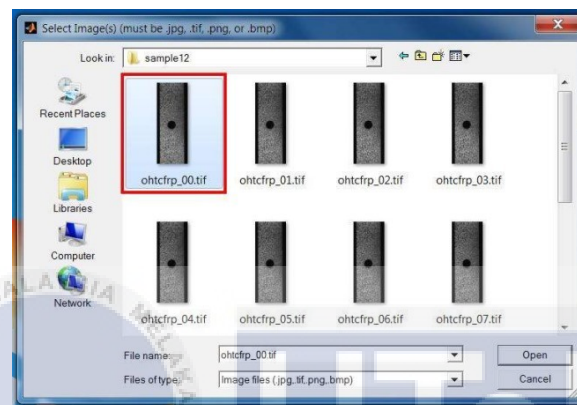 Select Image(s) (must be .jpg, .tif, .png, or .bmp)
Look in: sample12
Recent Places
Desktop
Libraries
Computer
Network
ohtcfrp_00.tif ohtcfrp_01.tif ohtcfrp_02.tif ohtcfrp_03.tif
ohtcfrp_04.tif ohtcfrp_05.tif ohtcfrp_06.tif ohtcfrp_07.tif
File name: ohtcfrp_00.tif Open
Files of type: Image files (.jpg,.tif,.png,.bmp) Cancel